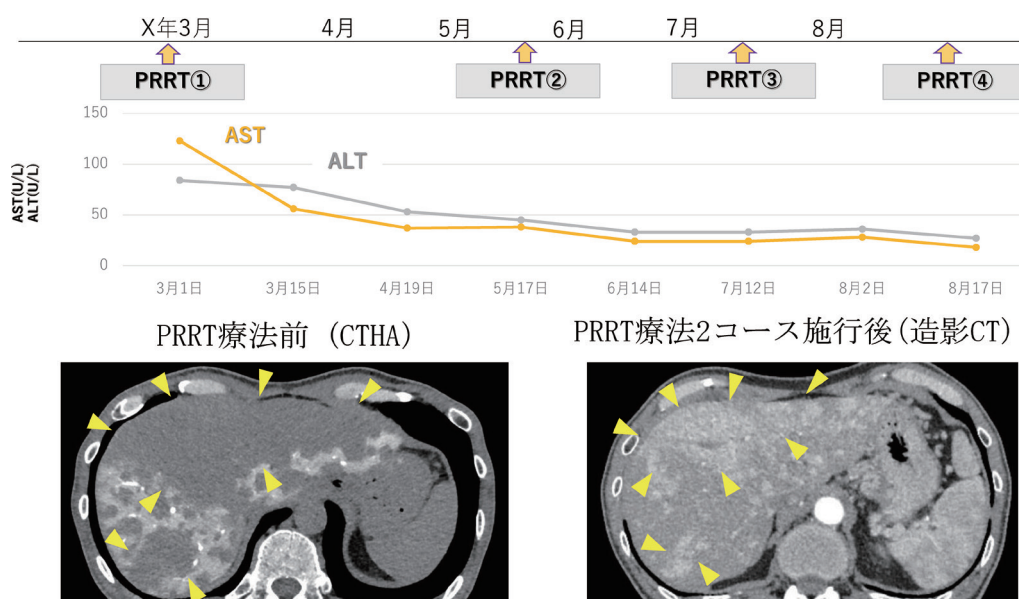 X年3月 4月 5月 6月 7月 8月
PRRT① PRRT② PRRT③ PRRT④
150
AST
ALT
100
50
0
AST(U/L)
ALT(U/L)
3月1日 3月15日 4月19日 5月17日 6月14日 7月12日 8月2日 8月17日
PRRT療法前 (CTHA) PRRT療法2コース施行後(造影CT)